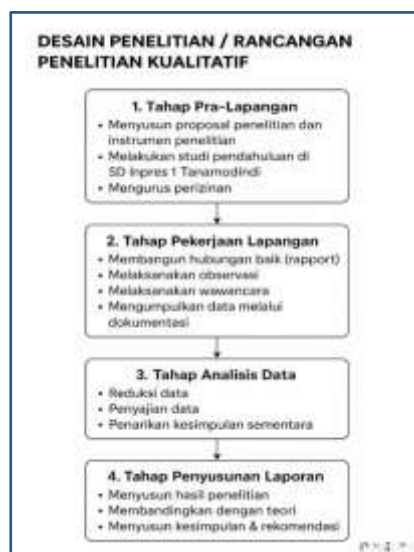 DESAIN PENELITIAN / RANCANGAN
PENELITIAN KUALITATIF
1. Tahap Pra-Lapangan
• Menyusun proposal penelitian dan
instrumen penelitian
• Melakukan studi pendahuluan di
SD Inpres 1 Tanamodindi
• Mengurus perizinan
2. Tahap Pekerjaan Lapangan
• Membangun hubungan baik (rapport)
• Melaksanakan observasi
• Melaksanakan wawancara
• Mengumpulkan data melalui
dokumentasi
3. Tahap Analisis Data
• Reduksi data
• Penyajian data
• Penarikan kesimpulan sementara
4. Tahap Penyusunan Laporan
• Menyusun hasil penelitian
• Membandingkan dengan teori
• Menyusun kesimpulan & rekomendasi